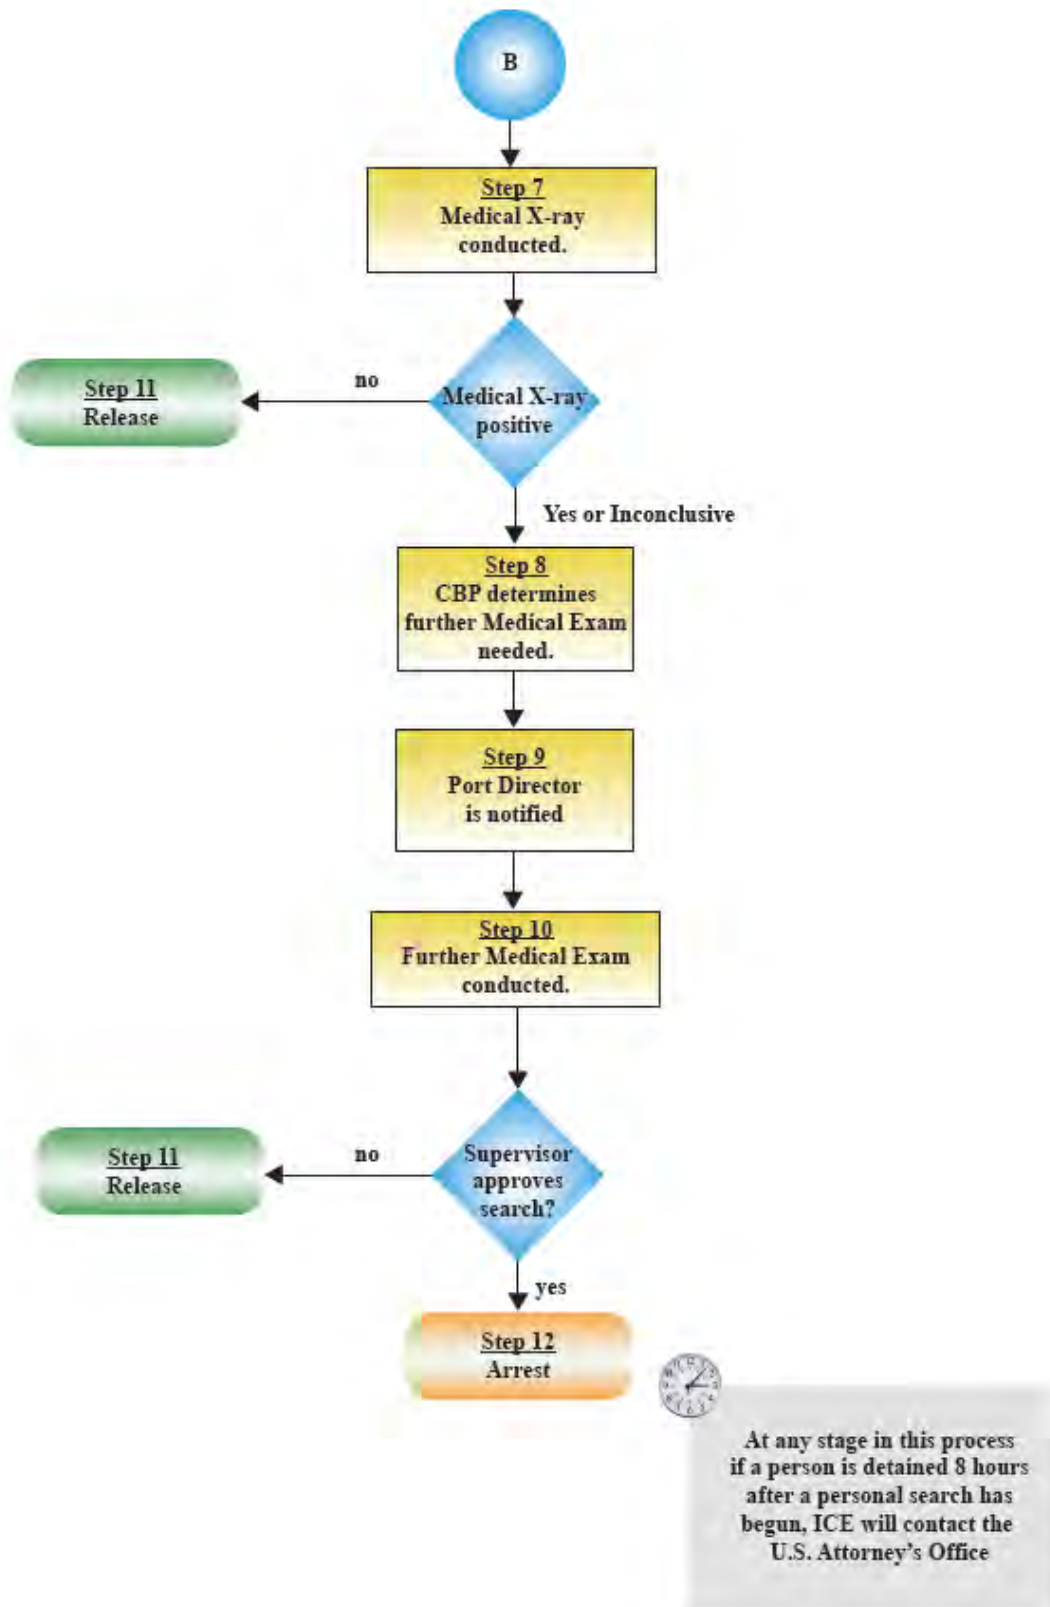 B
Step 7
Medical X-ray
conducted.
Medical X-ray
positive
no
Step 11
Release
Yes or Inconclusive
Step 8
CBP determines
further Medical Exam
needed.
Step 9
Port Director
is notified
Step 10
Further Medical Exam
conducted.
Supervisor
approves
search?
no
Step 11
Release
yes
Step 12
Arrest
At any stage in this process
if a person is detained 8 hours
after a personal search has
begun, ICE will contact the
U.S. Attorney’s Office